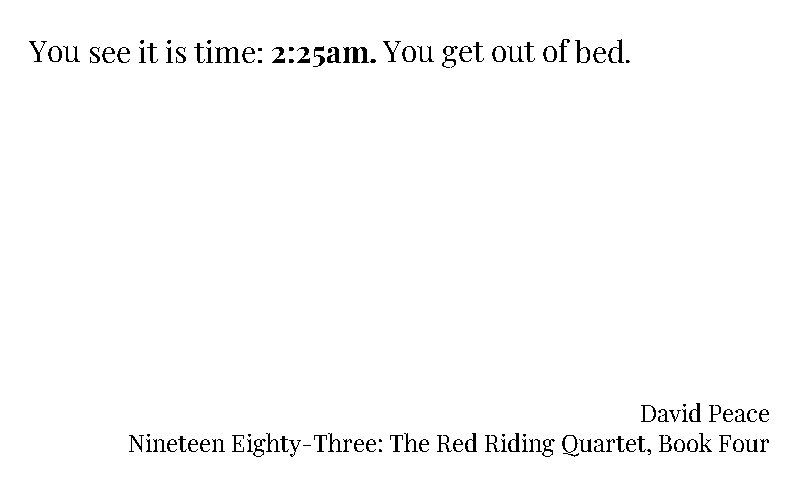 You see it is time: 2:25am. You get out of bed.
David Peace
Nineteen Eighty-Three: The Red Riding Quartet, Book Four